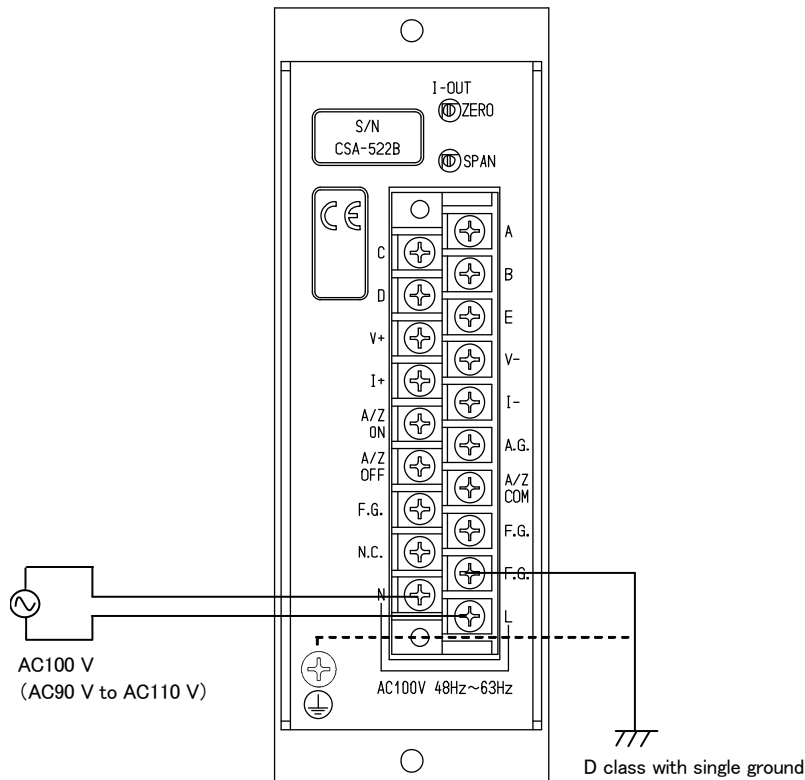 I-OUT
ZERO
S/N
CSA-522B
SPAN
CE
A
C
B
D
E
V+
V-
I+
I-
A/Z
ON
A.G.
A/Z
OFF
A/Z
COM
F.G.
F.G.
N.C.
F.G.
N
L
AC100 V
(AC90 V to AC110 V)
AC100V 48Hz~63Hz
D class with single ground